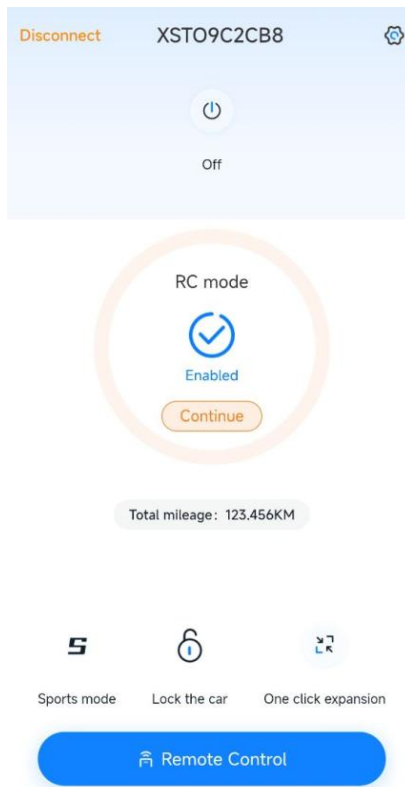 Disconnect XSTO9C2CB8
Off
RC mode
Enabled
Continue
Total mileage: 123.456KM
Sports mode Lock the car One click expansion
Remote Control